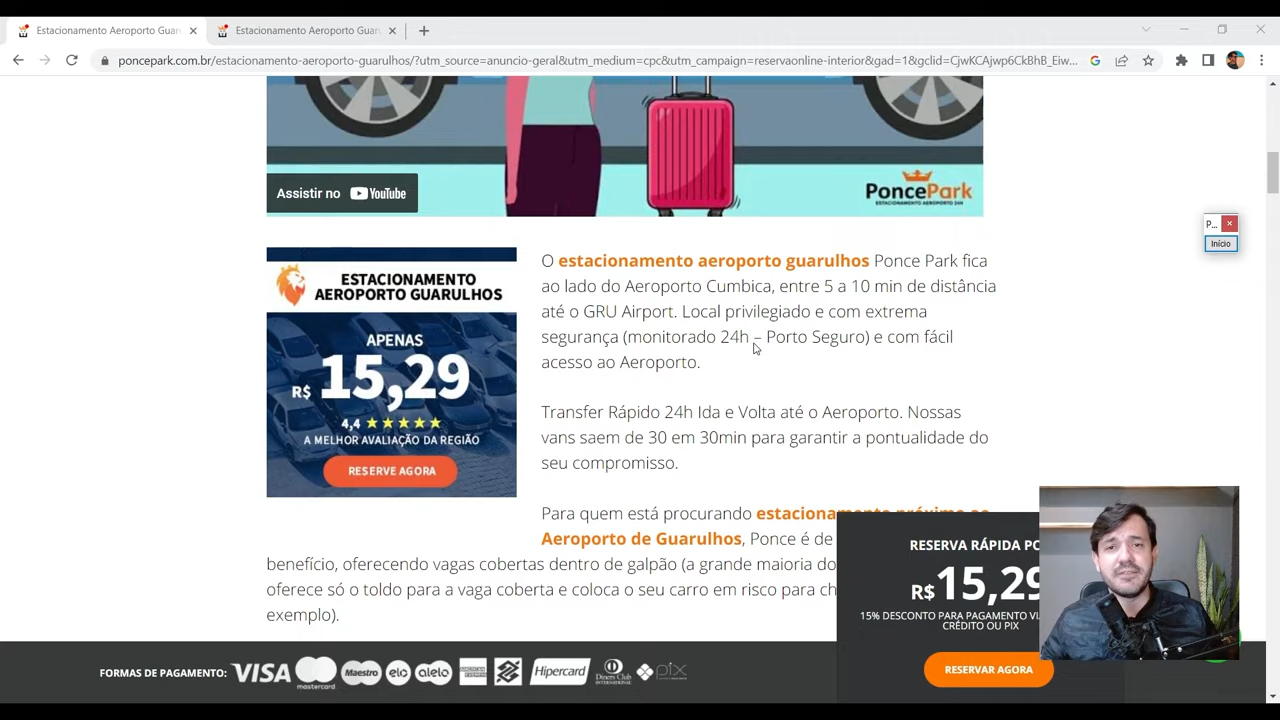 Estacionamento Aeroporto Guar
Estacionamento Aeroporto Guaru
poncepark.com.br/estacionamento-aeroporto-guarulhos/?utm_source=anuncio-geral&utm_medium=cpc&utm_campaign=reservaonline-interior&gad=1&gclid=CjwKCAjwp6CkBhB_Eiw...
Assistir no YouTube
PoncePark
ESTACIONAMENTO AEROPORTO 24H
P...
Início
ESTACIONAMENTO
AEROPORTO GUARULHOS
APENAS
R$ 15,29
4,4 ★★★★★
A MELHOR AVALIAÇÃO DA REGIÃO
RESERVE AGORA
O estacionamento aeroporto guarulhos Ponce Park fica
ao lado do Aeroporto Cumbica, entre 5 a 10 min de distância
até o GRU Airport. Local privilegiado e com extrema
segurança (monitorado 24h – Porto Seguro) e com fácil
acesso ao Aeroporto.
Transfer Rápido 24h Ida e Volta até o Aeroporto. Nossas
vans saem de 30 em 30min para garantir a pontualidade do
seu compromisso.
Para quem está procurando
Aeroporto de Guarulhos, Ponce é de
benefício, oferecendo vagas cobertas dentro de galpão (a grande maioria do
oferece só o toldo para a vaga coberta e coloca o seu carro em risco para ch
exemplo).
RESERVA RÁPIDA PO
R$15,29
15% DESCONTO PARA PAGAMENTO VI
CRÉDITO OU PIX
RESERVAR AGORA
FORMAS DE PAGAMENTO: VISA mastercard Maestro elo alelo Hipercard Diners Club INTERNATIONAL pix